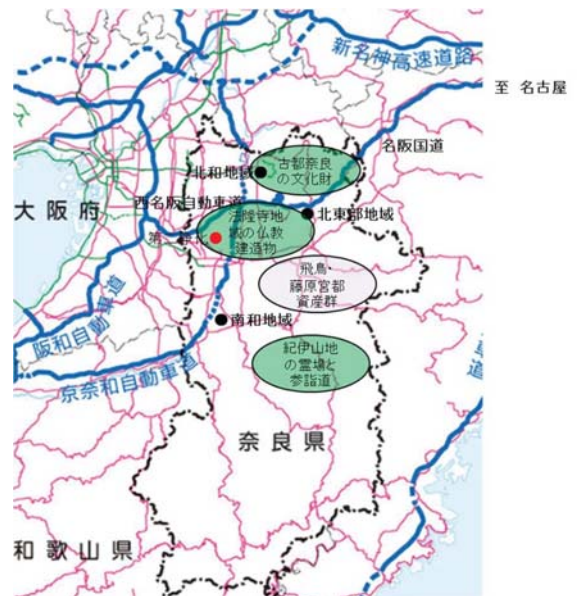 新名神高速道路
至 名古屋
名阪国道
北和地域
古都奈良
の文化財
西名阪自動車道
大阪府
北東部地域
法隆寺地
域の仏教
建造物
第
飛鳥・
藤原宮都
資産群
南和地域
阪和自動車道
京奈和自動車道
紀伊山地
の霊場と
参詣道
車道
奈良県
和歌山県